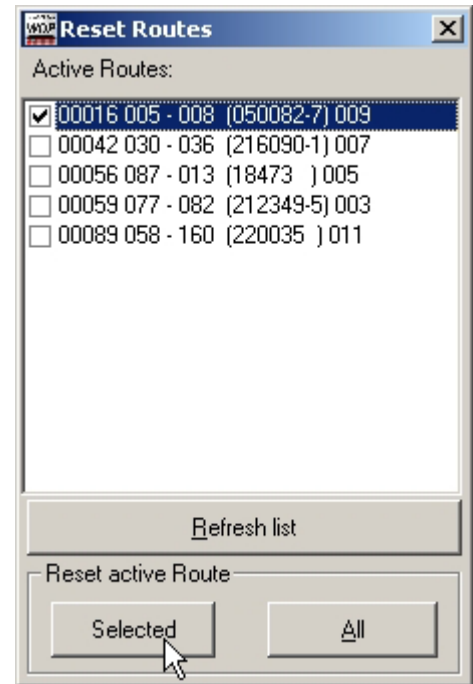 WDP Reset Routes
Active Routes:
00016 005 - 008 (050082-7) 009
00042 030 - 036 (216090-1) 007
00056 087 - 013 (18473 ) 005
00059 077 - 082 (212349-5) 003
00089 058 - 160 (220035 ) 011
Refresh list
Reset active Route
Selected All